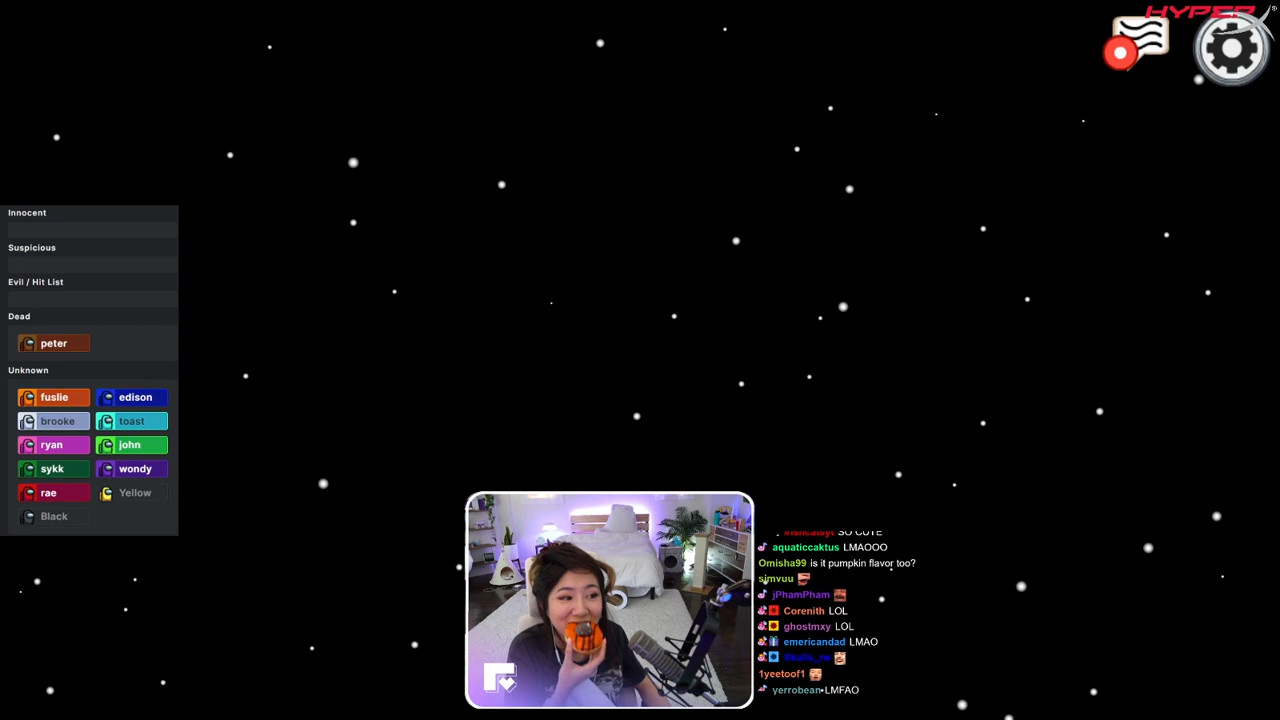 HYPERX
Innocent
Suspicious
Evil / Hit List
Dead
peter
Unknown
fuslie
edison
brooke
toast
ryan
john
sykk
wondy
rae
Yellow
Black
SO CUTE
aquaticcaktus LMAOOO
Omisha99 is it pumpkin flavor too?
simvuu
jPhamPham
Corenith LOL
ghostmxy LOL
emericandad LMAO
1yeetoof1
yerrobean LMFAO